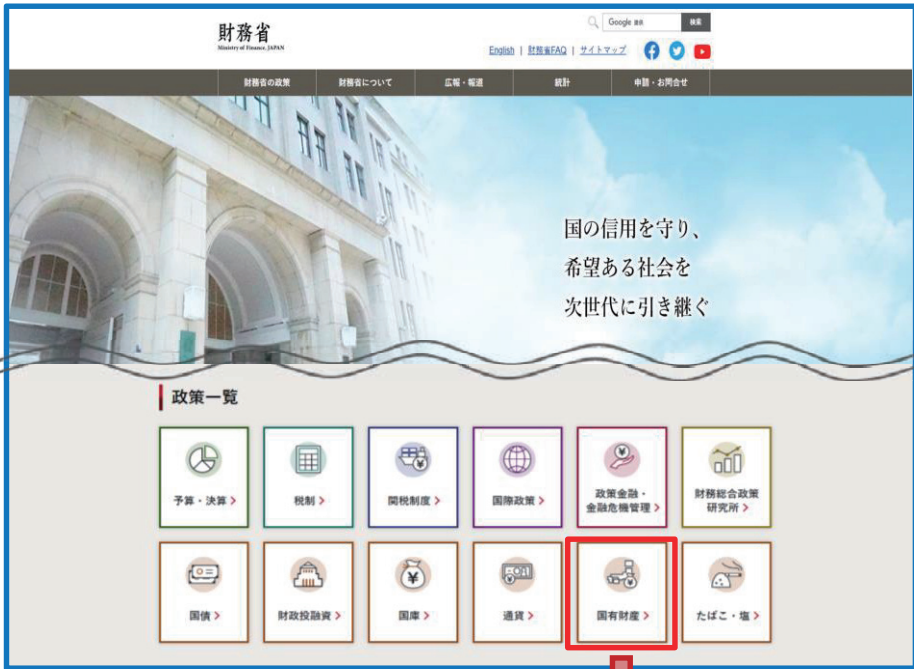 財務省
Ministry of Finance, JAPAN
Google 検索
検索
English | 財務省FAQ | サイトマップ
財務省の政策 財務省について 広報・報道 統計 申請・お問合せ
国の信用を守り、
希望ある社会を
次世代に引き継ぐ
政策一覧
予算・決算 >
税制 >
関税制度 >
国際政策 >
政策金融・
金融危機管理 >
財務総合政策
研究所 >
国債 >
財政投融資 >
国庫 >
通貨 >
国有財産 >
たばこ・塩 >